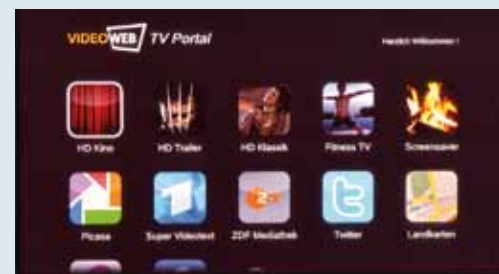 VIDEOWEB TV Portal
Herzlich Willkommen !
HD Kino HD Trailer HD Klassik Fitness TV Screensaver
2
t
Picasa Super Videotext ZDF Mediathek Twitter Landkarten